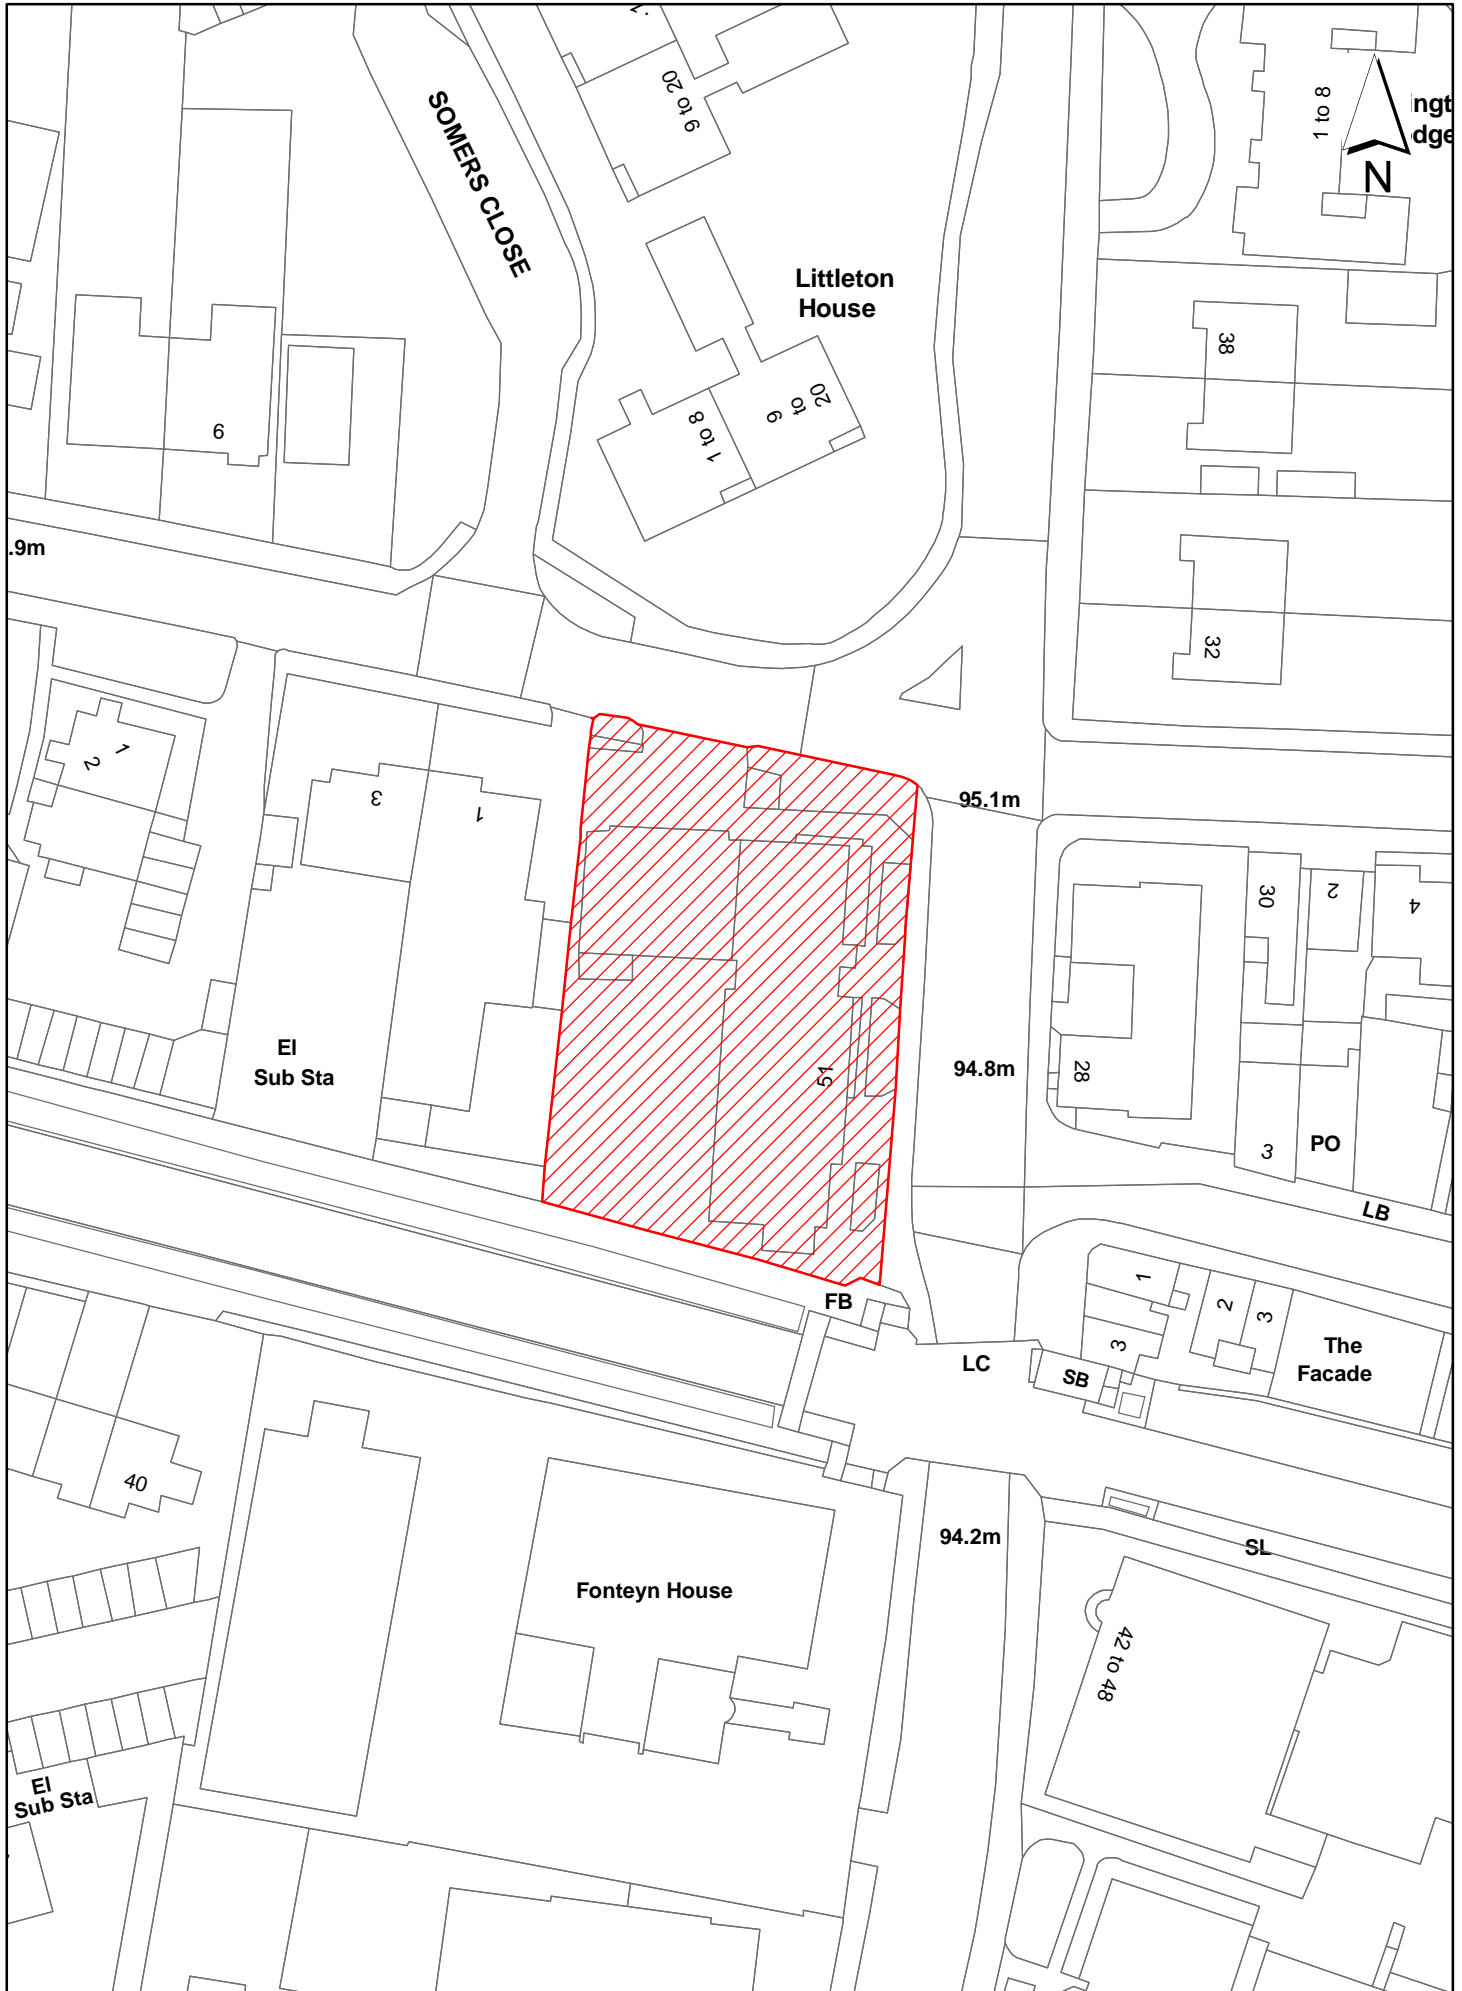 9 to 20
1 to 8
N
SOMERS CLOSE
Littleton
House
38
20
to
9
1 to 8
6
.9m
32
1
2
3
1
95.1m
30
2
4
El
Sub Sta
51
94.8m
28
3
PO
LB
FB
1
2
3
3
The
Facade
LC
SB
40
94.2m
SL
Fonteyn House
42 to 48
El
Sub Sta